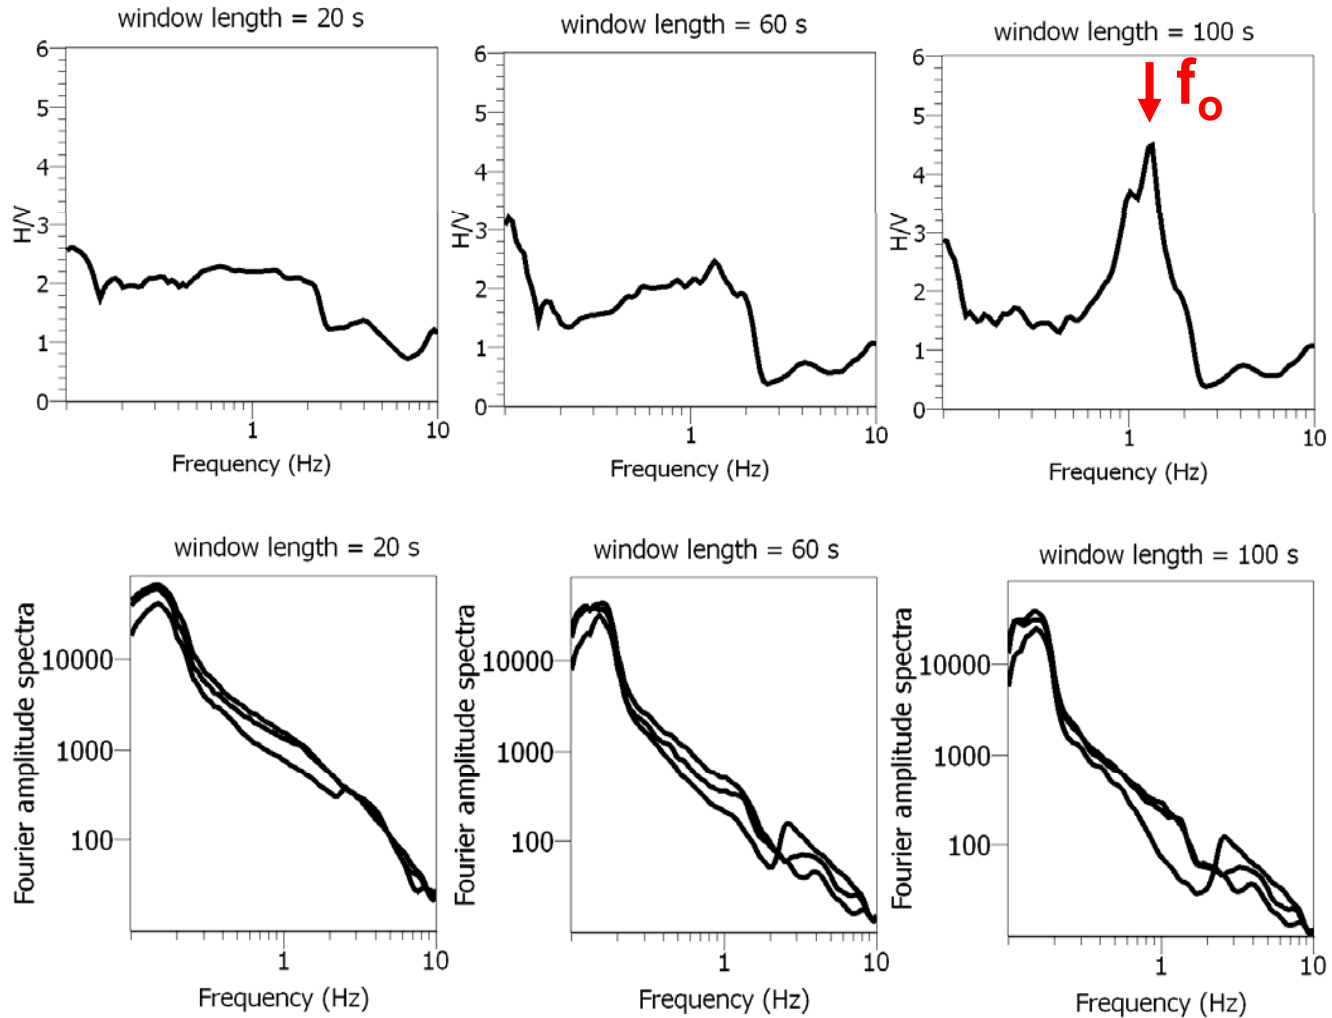 window length = 20 s
6
5
4
3
2
1
0
H/V
1
10
Frequency (Hz)
window length = 60 s
6
5
4
3
2
1
0
H/V
1
10
Frequency (Hz)
window length = 100 s
6
5
4
3
2
1
0
H/V
fo
1
10
Frequency (Hz)
window length = 20 s
Fourier amplitude spectra
10000
1000
100
1
10
Frequency (Hz)
window length = 60 s
Fourier amplitude spectra
10000
1000
100
1
10
Frequency (Hz)
window length = 100 s
Fourier amplitude spectra
10000
1000
100
1
10
Frequency (Hz)